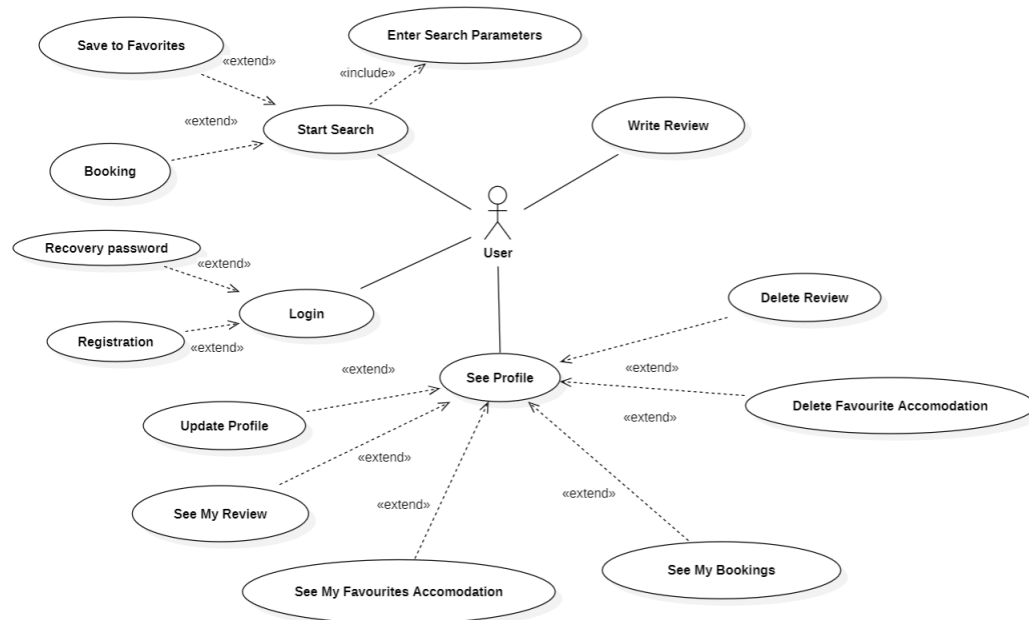 Enter Search Parameters
Save to Favorites
«extend»
«include»
«extend»
Start Search
Write Review
Booking
Recovery password
User
«extend»
Delete Review
Login
Registration
«extend»
«extend»
«extend»
See Profile
Delete Favourite Accomodation
«extend»
Update Profile
«extend»
«extend»
«extend»
See My Review
See My Bookings
See My Favourites Accomodation